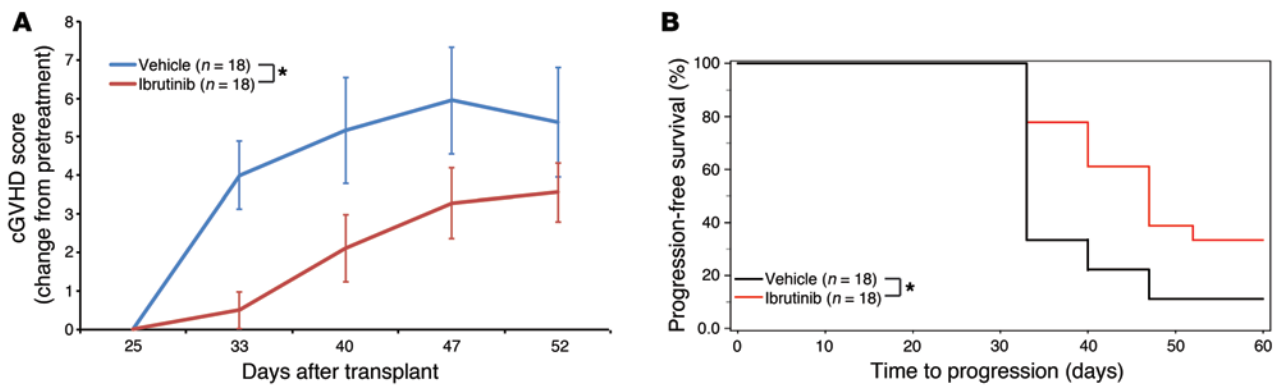 A
cGVHD score
(change from pretreatment)
8
7
6
5
4
3
2
1
0
Vehicle (n = 18)
Ibrutinib (n = 18)
*
25 33 40 47 52
Days after transplant
B
Progression-free survival (%)
100
80
60
40
20
0.0
Vehicle (n = 18)
Ibrutinib (n = 18)
*
0 10 20 30 40 50 60
Time to progression (days)